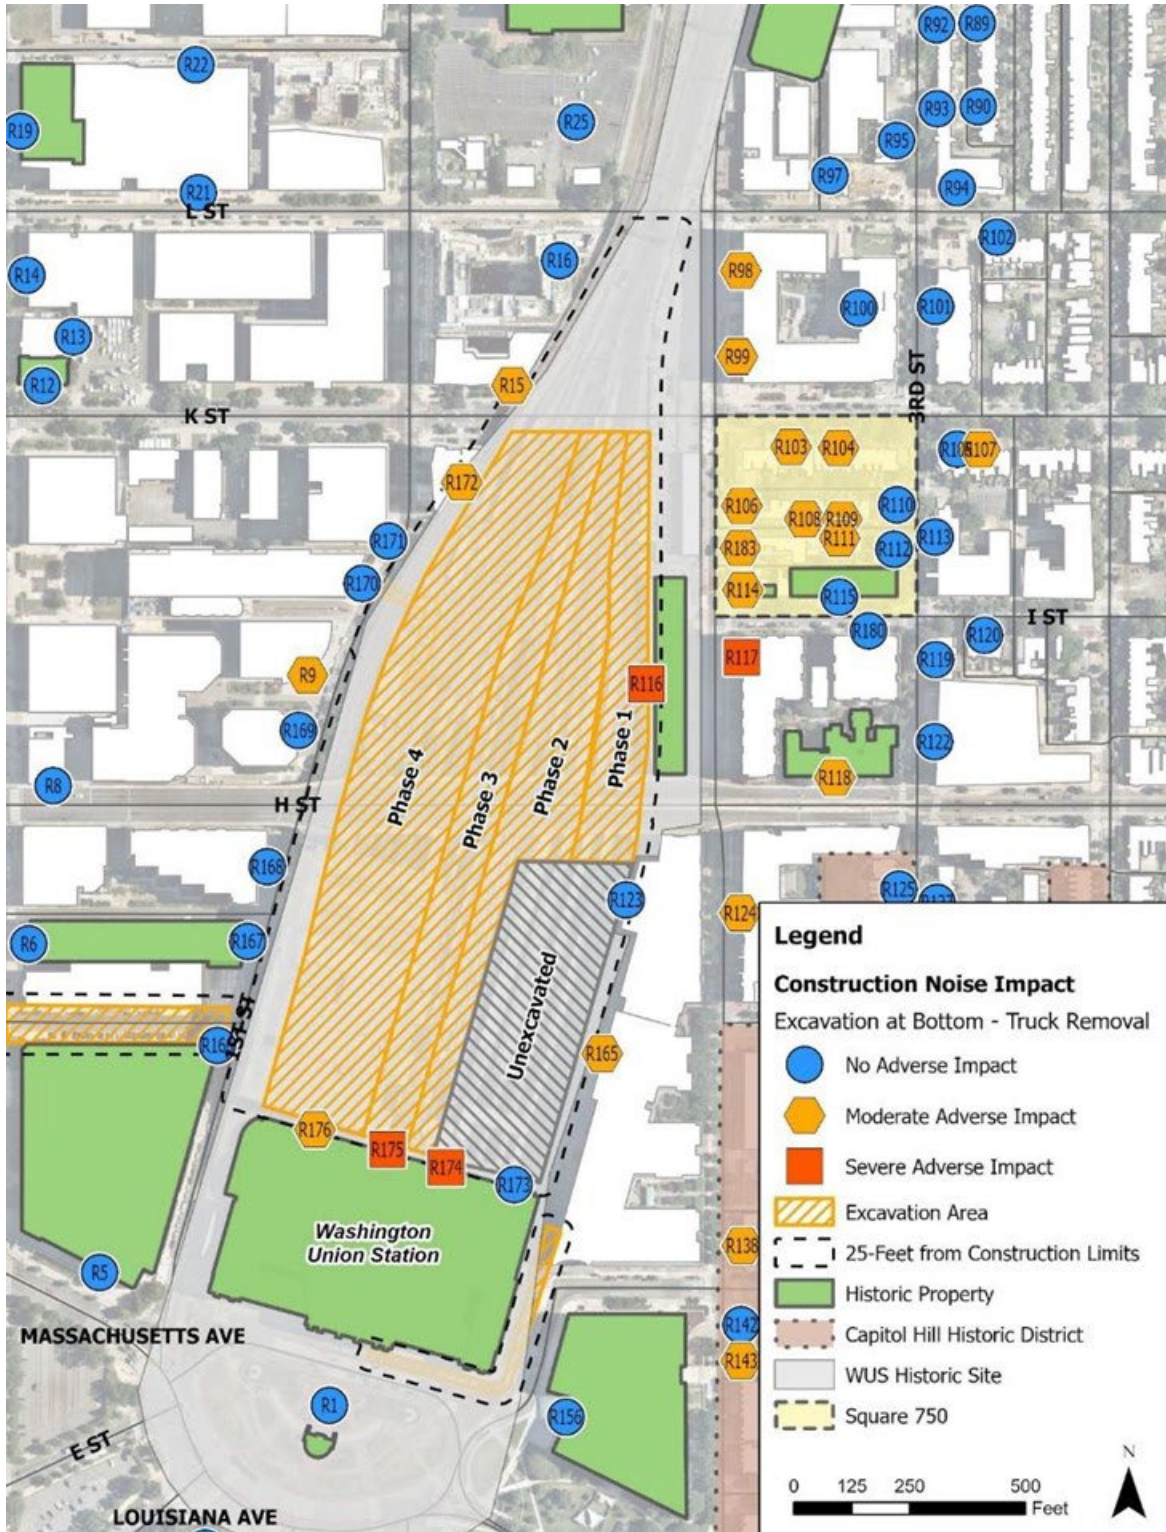 R92
R89
R22
R19
R25
R93
R90
R95
R97
R94
R21
L ST
R102
R14
R16
R98
R100
R101
R13
R99
R12
R15
3RD ST
K ST
R103
R104
R107
R172
R106
R108
R109
R110
R171
R183
R111
R112
R113
R170
R114
R115
I ST
R180
R120
R9
R116
R117
R119
R169
R122
Phase 4
Phase 3
Phase 2
Phase 1
R8
R118
H ST
R168
R123
R125
R124
R6
R167
Unexcavated
1ST ST
R165
R176
R175
R174
R173
Washington
Union Station
R5
R138
MASSACHUSETTS AVE
R142
R143
R1
R156
E ST
LOUISIANA AVE
Legend
Construction Noise Impact
Excavation at Bottom - Truck Removal
No Adverse Impact
Moderate Adverse Impact
Severe Adverse Impact
Excavation Area
25-Feet from Construction Limits
Historic Property
Capitol Hill Historic District
WUS Historic Site
Square 750
N
0 125 250 500
Feet